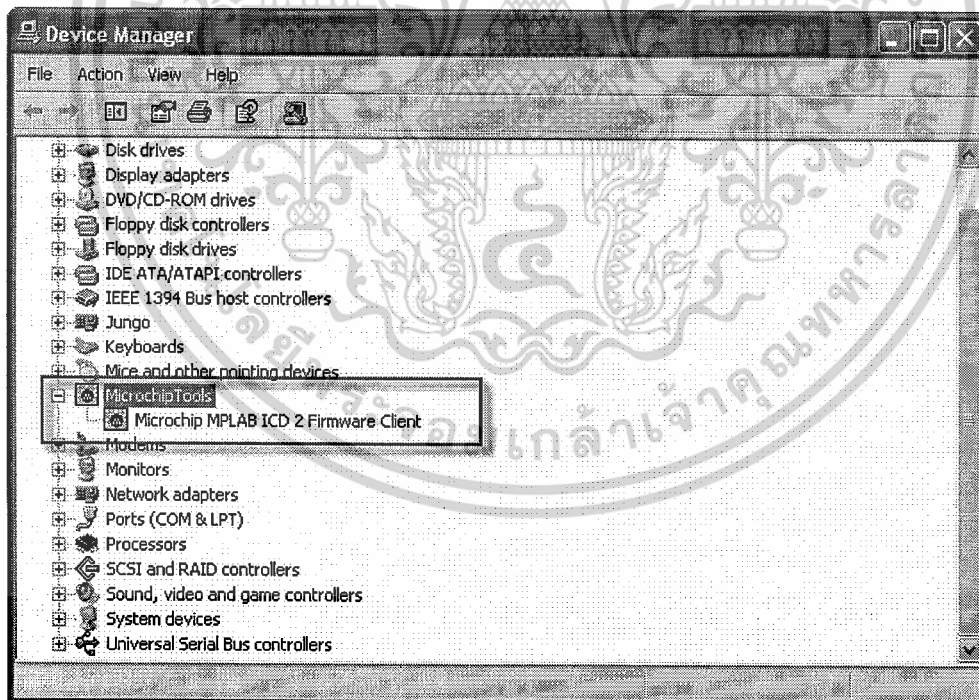 Device Manager
File Action View Help
Disk drives
Display adapters
DVD/CD-ROM drives
Floppy disk controllers
Floppy disk drives
IDE ATA/ATAPI controllers
IEEE 1394 Bus host controllers
Jungo
Keyboards
Mice and other pointing devices
MicrochipTools
Microchip MPLAB ICD 2 Firmware Client
Modems
Monitors
Network adapters
Ports (COM & LPT)
Processors
SCSI and RAID controllers
Sound, video and game controllers
System devices
Universal Serial Bus controllers